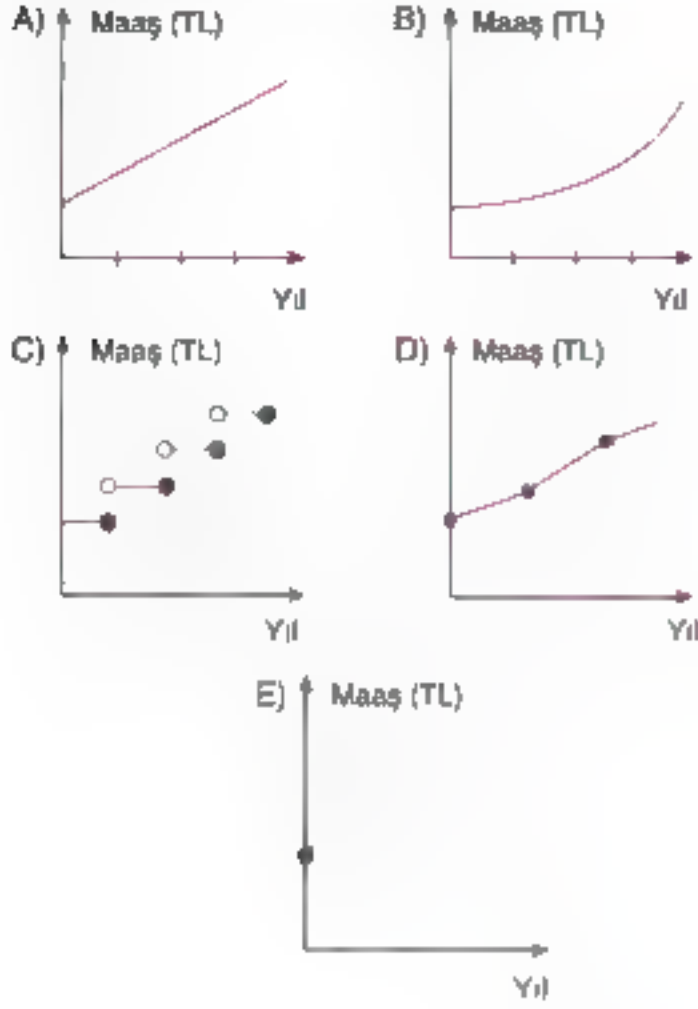 A) Maaş (TL)
Yıl
B) Maaş (TL)
Yıl
C) Maaş (TL)
Yıl
D) Maaş (TL)
Yıl
E) Maaş (TL)
Yıl